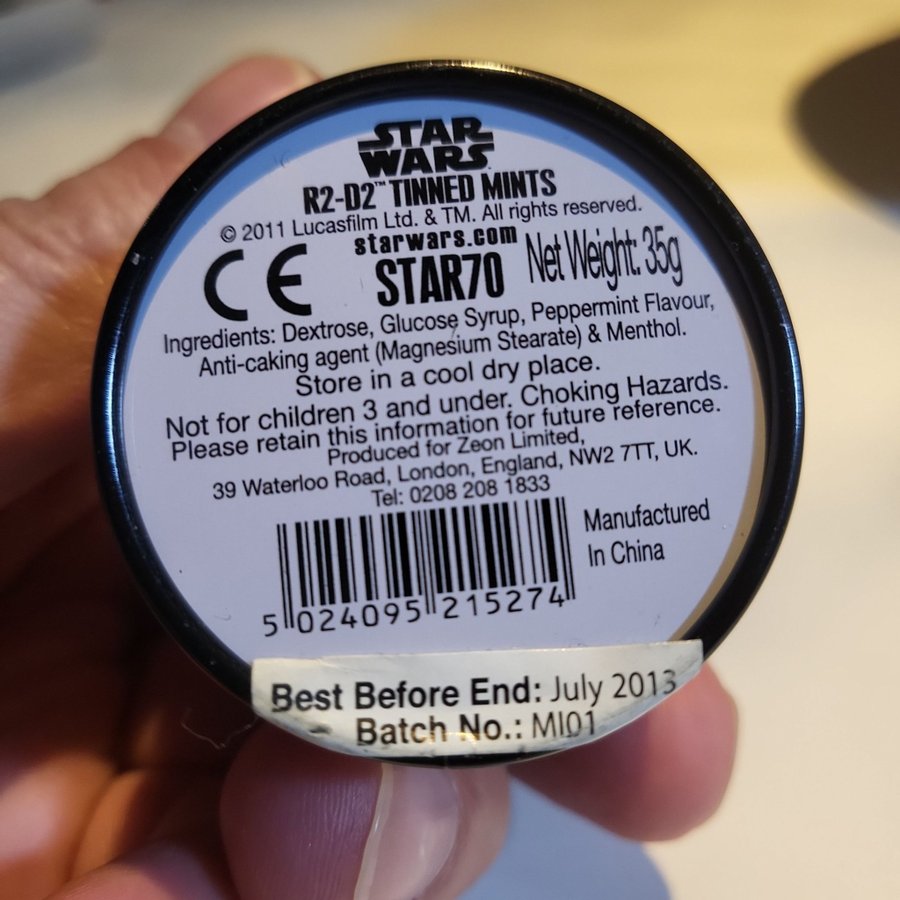 STAR
WARS
R2-D2™ TINNED MINTS
© 2011 Lucasfilm Ltd. & TM. All rights reserved.
starwars.com
CE STAR70 Net Weight: 35g
Ingredients: Dextrose, Glucose Syrup, Peppermint Flavour,
Anti-caking agent (Magnesium Stearate) & Menthol.
Store in a cool dry place.
Not for children 3 and under. Choking Hazards.
Please retain this information for future reference.
Produced for Zeon Limited,
39 Waterloo Road, London, England, NW2 7TT, UK.
Tel: 0208 208 1833
Manufactured
In China
5 024095 215274
Best Before End: July 2013
Batch No.: MI01